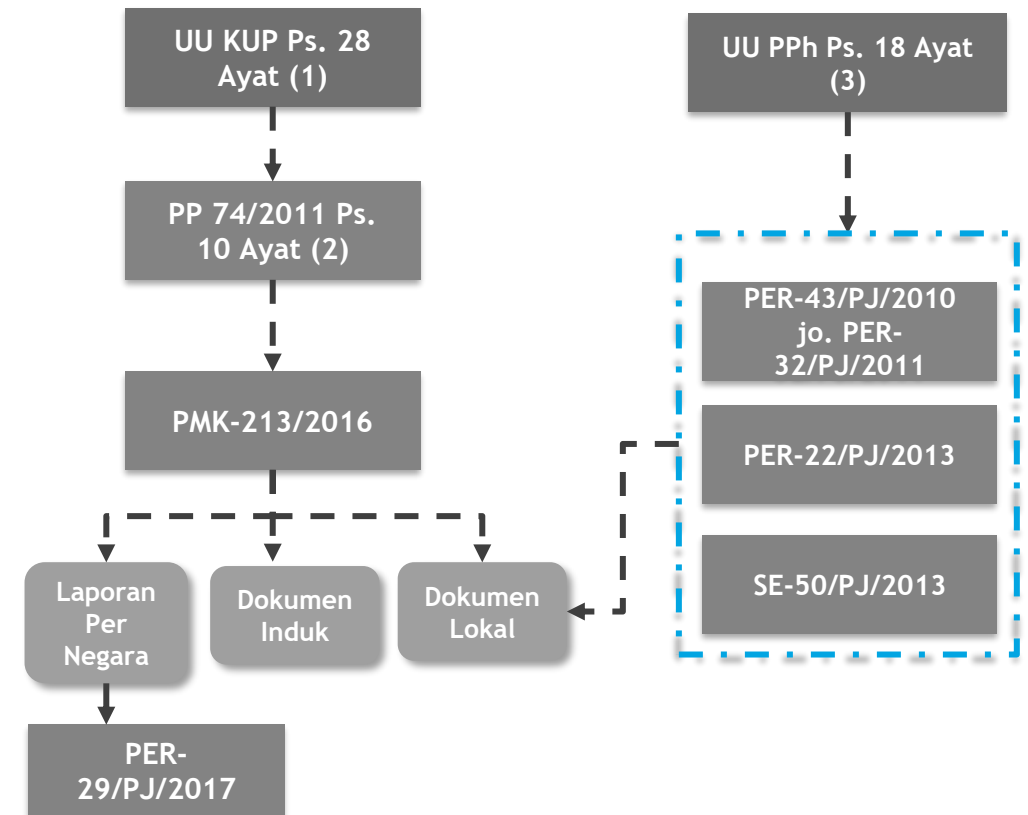 UU KUP Ps. 28
Ayat (1)
UU PPh Ps. 18 Ayat
(3)
PP 74/2011 Ps.
10 Ayat (2)
PER-43/PJ/2010
jo. PER-
32/PJ/2011
PMK-213/2016
PER-22/PJ/2013
SE-50/PJ/2013
Laporan
Per
Negara
Dokumen
Induk
Dokumen
Lokal
PER-
29/PJ/2017